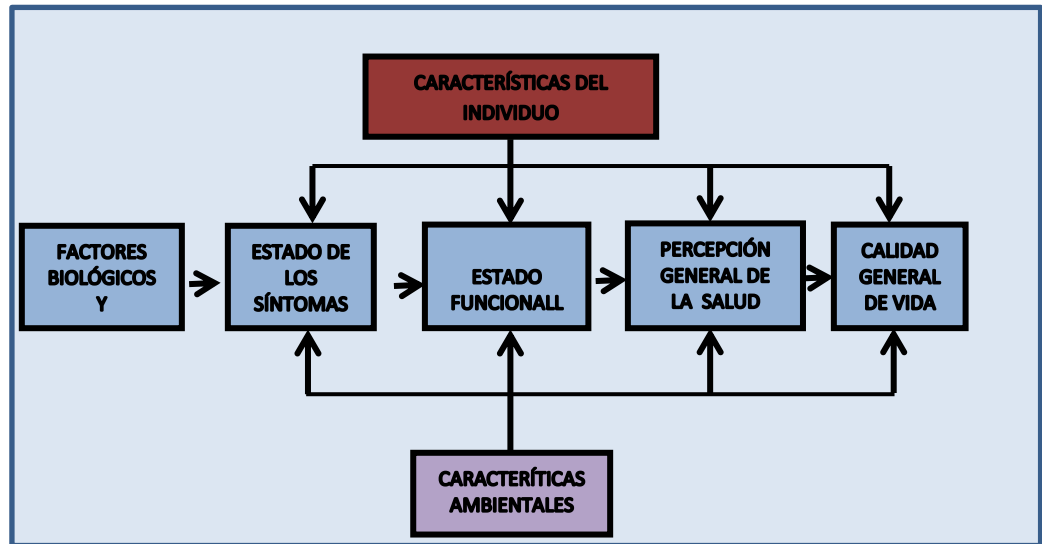 CARACTERÍSTICAS DEL
INDIVIDUO
FACTORES
BIOLÓGICOS
Y
ESTADO DE
LOS
SÍNTOMAS
ESTADO
FUNCIONALL
PERCEPCIÓN
GENERAL DE
LA SALUD
CALIDAD
GENERAL
DE VIDA
CARACTERÍTICAS
AMBIENTALES